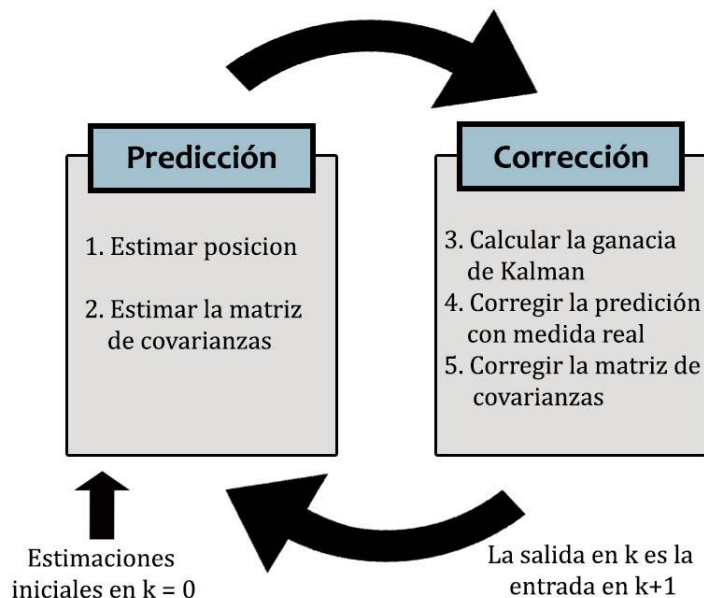 Predicción
1. Estimar posicion
2. Estimar la matriz
de covarianzas
Estimaciones
iniciales en k = 0
Corrección
3. Calcular la ganacia
de Kalman
4. Corregir la predición
con medida real
5. Corregir la matriz de
covarianzas
La salida en k es la
entrada en k+1